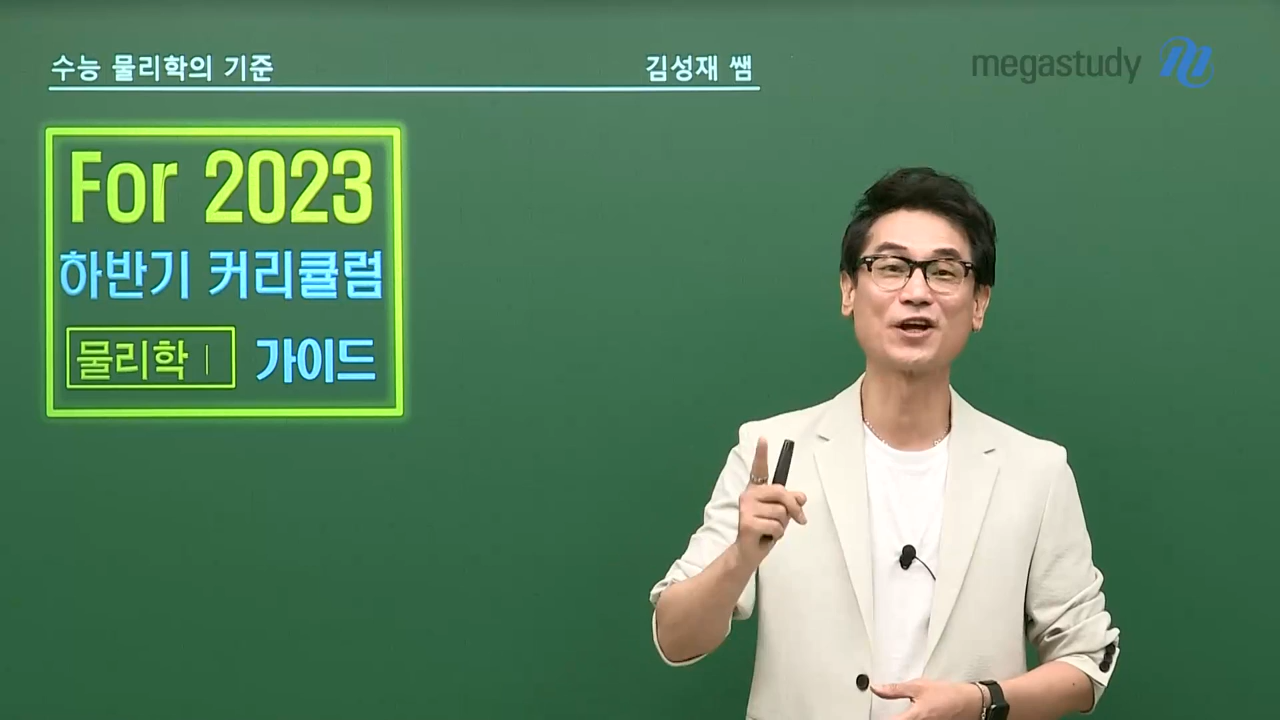 수능 물리학의 기준
김성재 쌤
megastudy
For 2023
하반기 커리큘럼
물리학 I
가이드